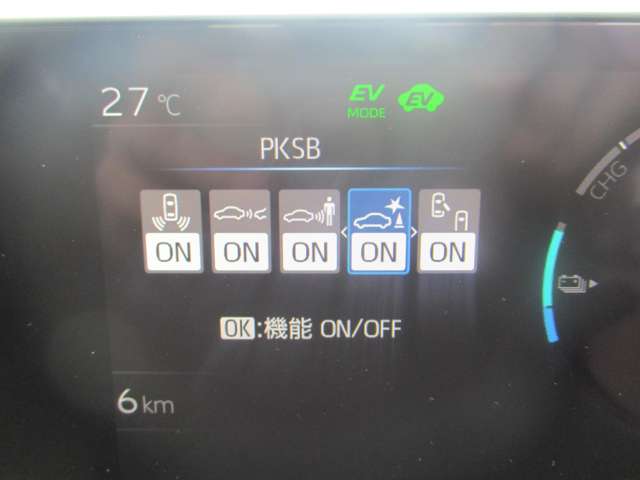 27 ℃
EV
MODE
EV
PKSB
CHG
ON ON ON ON ON
OK:機能 ON/OFF
6 km